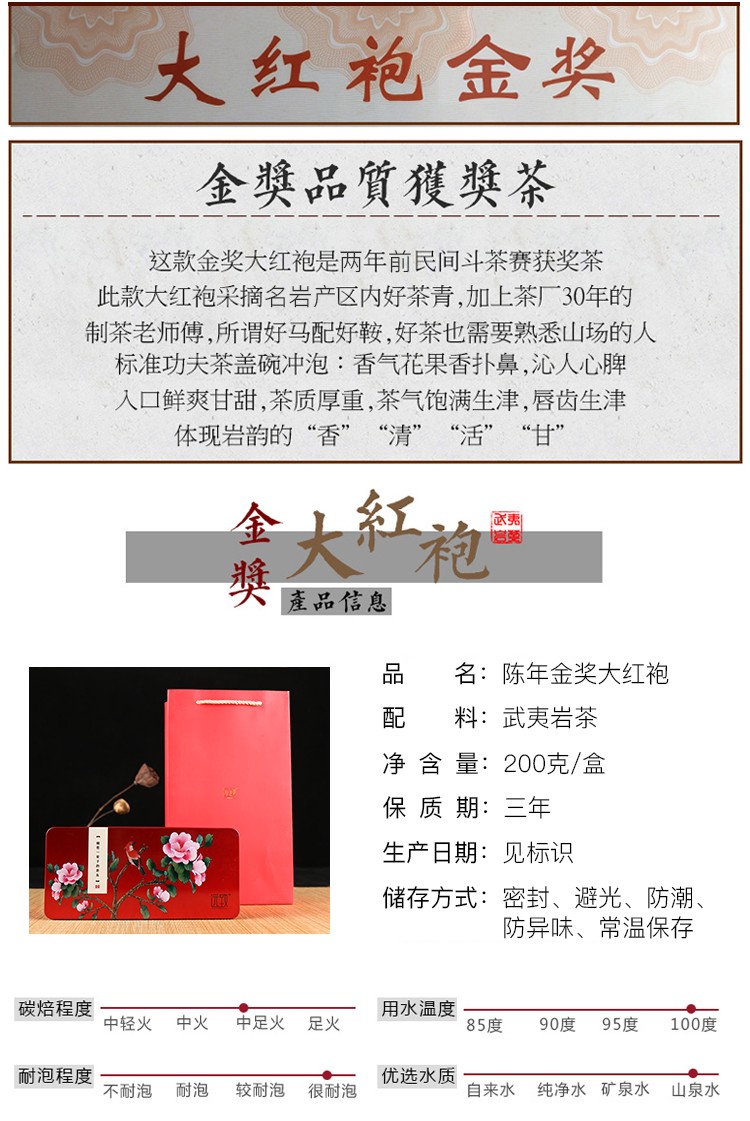 大红袍金奖
金獎品質獲獎茶
这款金奖大红袍是两年前民间斗茶赛获奖茶
此款大红袍采摘名岩产区内好茶青,加上茶厂30年的
制茶老师傅,所谓好马配好鞍,好茶也需要熟悉山场的人
标准功夫茶盖碗冲泡：香气花果香扑鼻,沁人心脾
入口鲜爽甘甜,茶质厚重,茶气饱满生津,唇齿生津
体现岩韵的“香” “清” “活” “甘”
金獎
大紅袍
武夷岩茶
產品信息
品 名：陈年金奖大红袍
配 料：武夷岩茶
净 含 量：200克/盒
保 质 期：三年
生产日期：见标识
储存方式：密封、避光、防潮、
防异味、常温保存
碳焙程度 中轻火 中火 中足火 足火
用水温度 85度 90度 95度 100度
耐泡程度 不耐泡 耐泡 较耐泡 很耐泡
优选水质 自来水 纯净水 矿泉水 山泉水